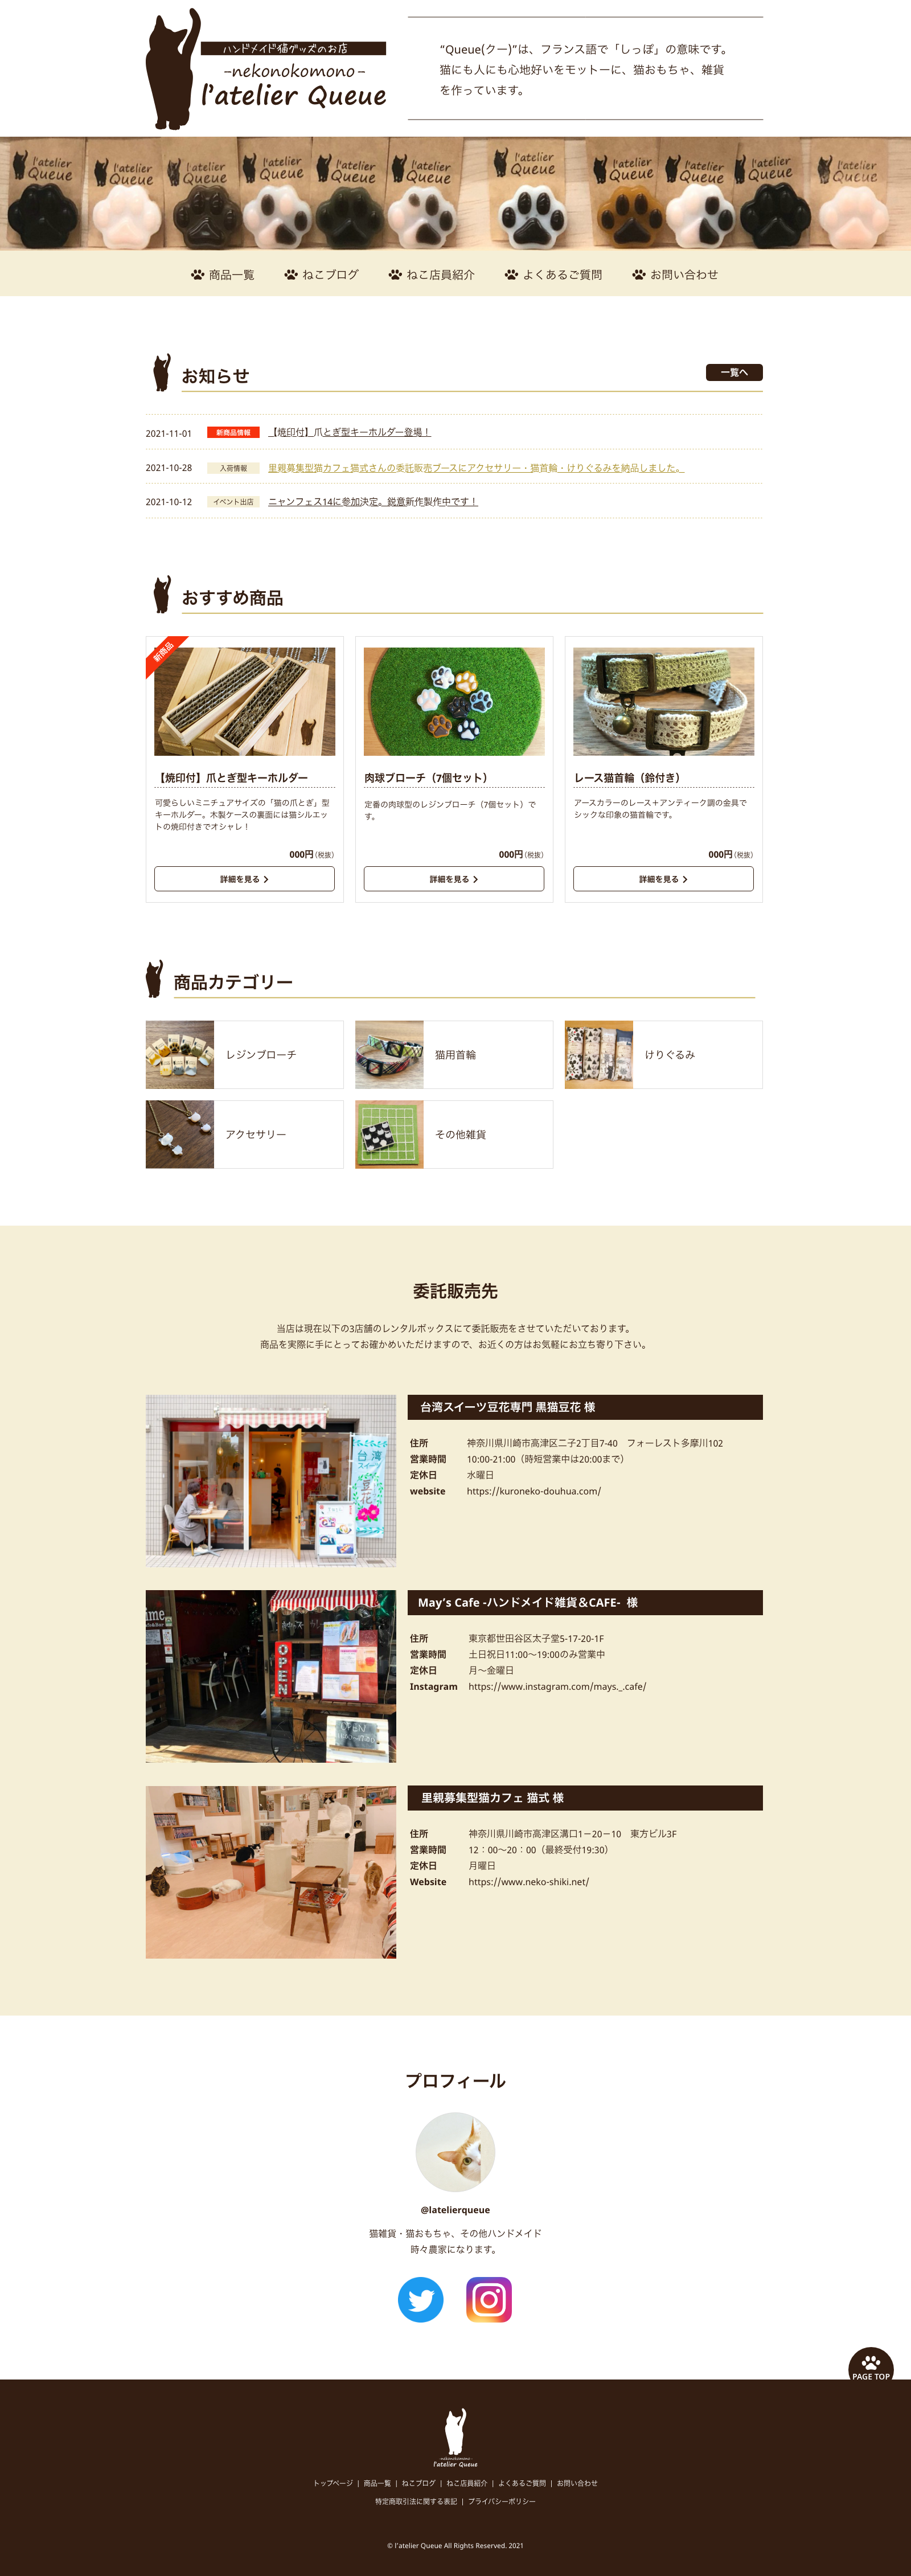 ハンドメイド猫グッズのお店
-nekonokomono-
l'atelier Queue
“Queue(クー)”は、フランス語で「しっぽ」の意味です。
猫にも人にも心地好いをモットーに、猫おもちゃ、雑貨
を作っています。
l'atelier Queue
l'atelier Queue
l'atelier Queue
l'atelier Queue
l'atelier Queue
l'atelier Queue
l'atelier Queue
l'atelier Queue
l'atelier Queue
l'atelier Queue
l'atelier Queue
商品一覧
ねこブログ
ねこ店員紹介
よくあるご質問
お問い合わせ
お知らせ
一覧へ
2021-11-01 新商品情報 【焼印付】爪とぎ型キーホルダー登場！
2021-10-28 入荷情報 里親募集型猫カフェ猫式さんの委託販売ブースにアクセサリー・猫首輪・けりぐるみを納品しました。
2021-10-12 イベント出店 ニャンフェス14に参加決定。鋭意新作製作中です！
おすすめ商品
新商品
【焼印付】爪とぎ型キーホルダー
可愛らしいミニチュアサイズの「猫の爪とぎ」型
キーホルダー。木製ケースの裏面には猫シルエッ
トの焼印付きでオシャレ！
000円（税抜）
詳細を見る
肉球ブローチ（7個セット）
定番の肉球型のレジンブローチ（7個セット）で
す。
000円（税抜）
詳細を見る
レース猫首輪（鈴付き）
アースカラーのレース＋アンティーク調の金具で
シックな印象の猫首輪です。
000円（税抜）
詳細を見る
商品カテゴリー
レジンブローチ
猫用首輪
けりぐるみ
アクセサリー
その他雑貨
委託販売先
当店は現在以下の3店舗のレンタルボックスにて委託販売をさせていただいております。
商品を実際に手にとってお確かめいただけますので、お近くの方はお気軽にお立ち寄り下さい。
台湾スイーツ 豆花
台湾スイーツ豆花専門 黒猫豆花 様
住所 神奈川県川崎市高津区二子2丁目7-40　フォーレスト多摩川102
営業時間 10:00-21:00（時短営業中は20:00まで）
定休日 水曜日
website https://kuroneko-douhua.com/
OPEN
OPEN
May’s Cafe -ハンドメイド雑貨＆CAFE- 様
住所 東京都世田谷区太子堂5-17-20-1F
営業時間 土日祝日11:00〜19:00のみ営業中
定休日 月〜金曜日
Instagram https://www.instagram.com/mays._.cafe/
里親募集型猫カフェ 猫式 様
住所 神奈川県川崎市高津区溝口1－20－10　東方ビル3F
営業時間 12：00〜20：00（最終受付19:30）
定休日 月曜日
Website https://www.neko-shiki.net/
プロフィール
@latelierqueue
猫雑貨・猫おもちゃ、その他ハンドメイド
時々農家になります。
PAGE TOP
-nekonokomono-
l'atelier Queue
トップページ | 商品一覧 | ねこブログ | ねこ店員紹介 | よくあるご質問 | お問い合わせ
特定商取引法に関する表記 | プライバシーポリシー
© l’atelier Queue All Rights Reserved. 2021